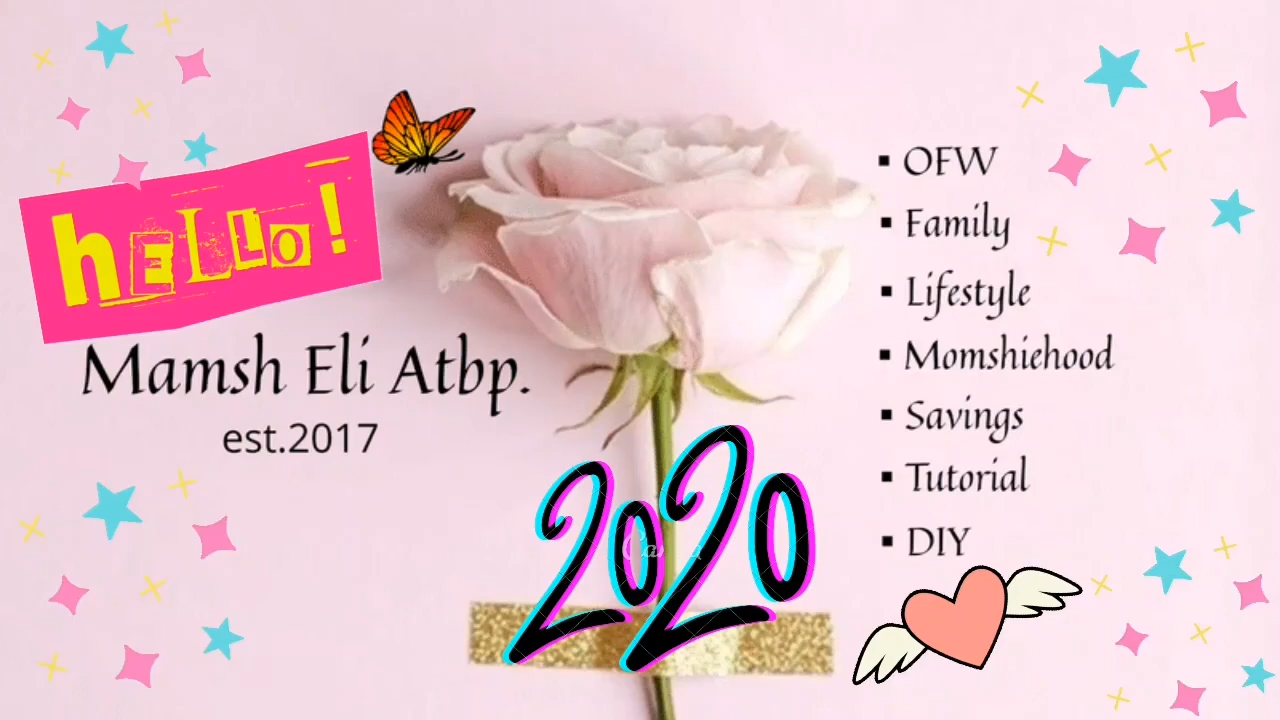 hELLO!
Mamsh Eli Atbp.
est.2017
2020
▪ OFW
▪ Family
▪ Lifestyle
▪ Momshiehood
▪ Savings
▪ Tutorial
▪ DIY